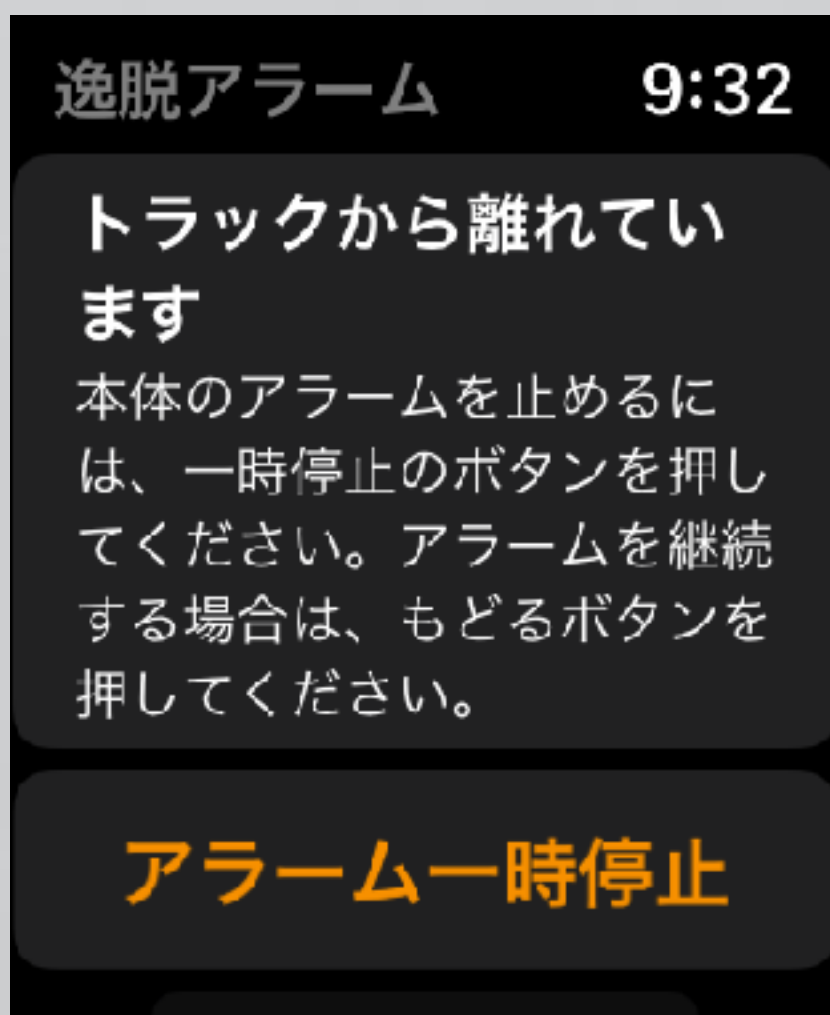 逸脱アラーム 9:32
トラックから離れてい
ます
本体のアラームを止めるに
は、一時停止のボタンを押し
てください。アラームを継続
する場合は、もどるボタンを
押してください。
アラーム一時停止